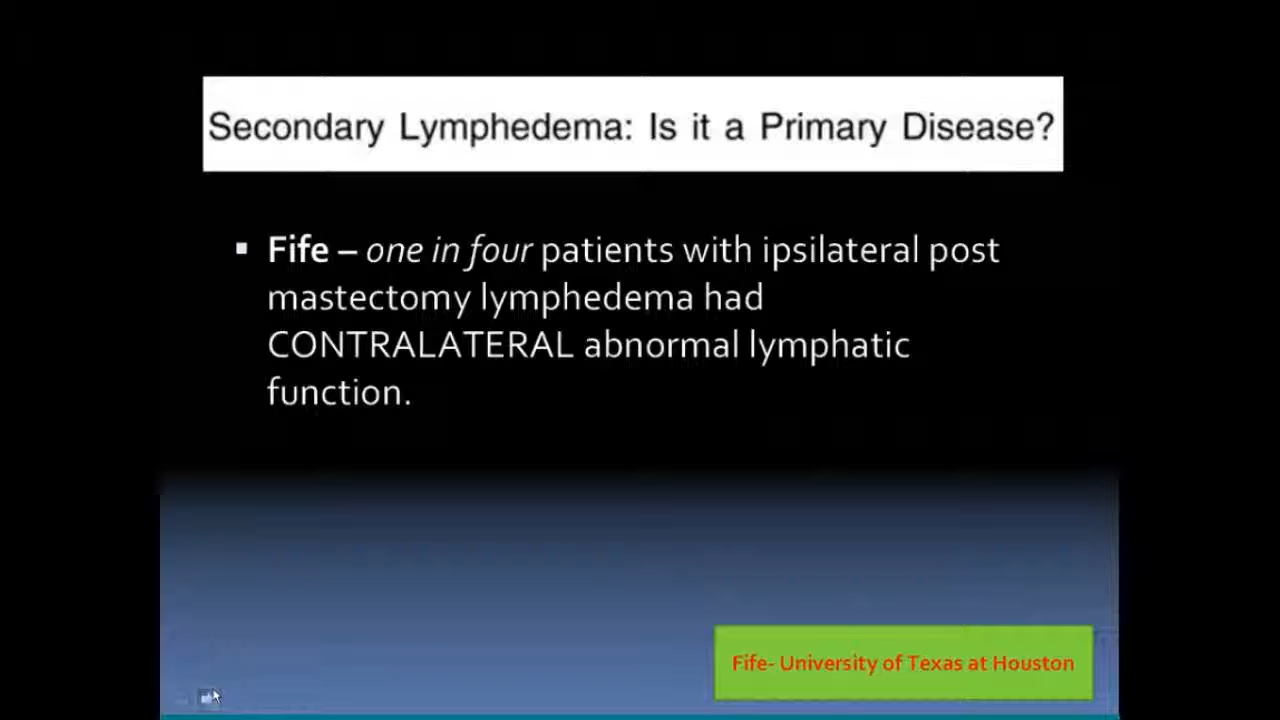 Secondary Lymphedema: Is it a Primary Disease?
▪ Fife – one in four patients with ipsilateral post
mastectomy lymphedema had
CONTRALATERAL abnormal lymphatic
function.
Fife- University of Texas at Houston